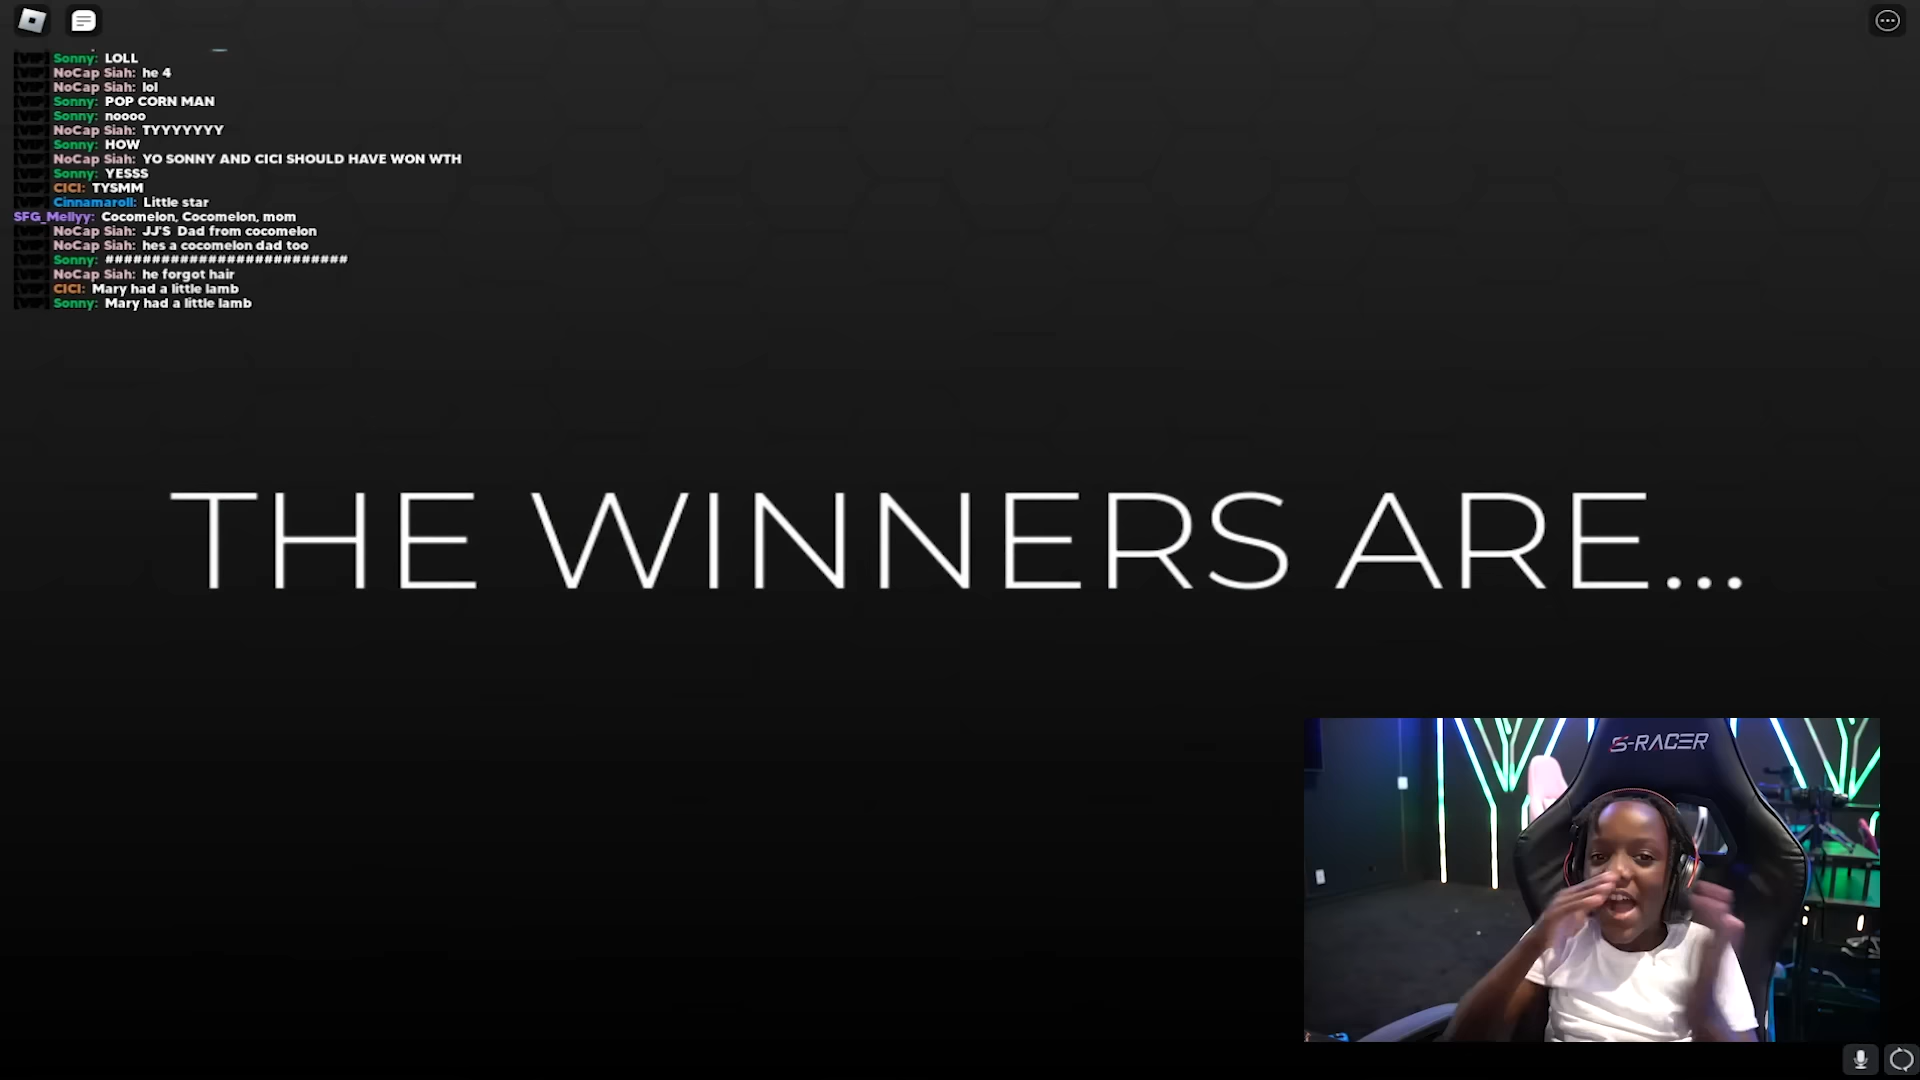 Sonny: LOLL
NoCap Siah: he 4
NoCap Siah: lol
Sonny: POP CORN MAN
Sonny: noooo
NoCap Siah: TYYYYYYY
Sonny: HOW
NoCap Siah: YO SONNY AND CICI SHOULD HAVE WON WTH
Sonny: YESSS
CICI: TYSMM
Cinnamaroll: Little star
SFG_Mellyy: Cocomelon, Cocomelon, mom
NoCap Siah: JJ'S Dad from cocomelon
NoCap Siah: hes a cocomelon dad too
Sonny: ##########################
NoCap Siah: he forgot hair
CICI: Mary had a little lamb
Sonny: Mary had a little lamb
THE WINNERS ARE...
S-RACER